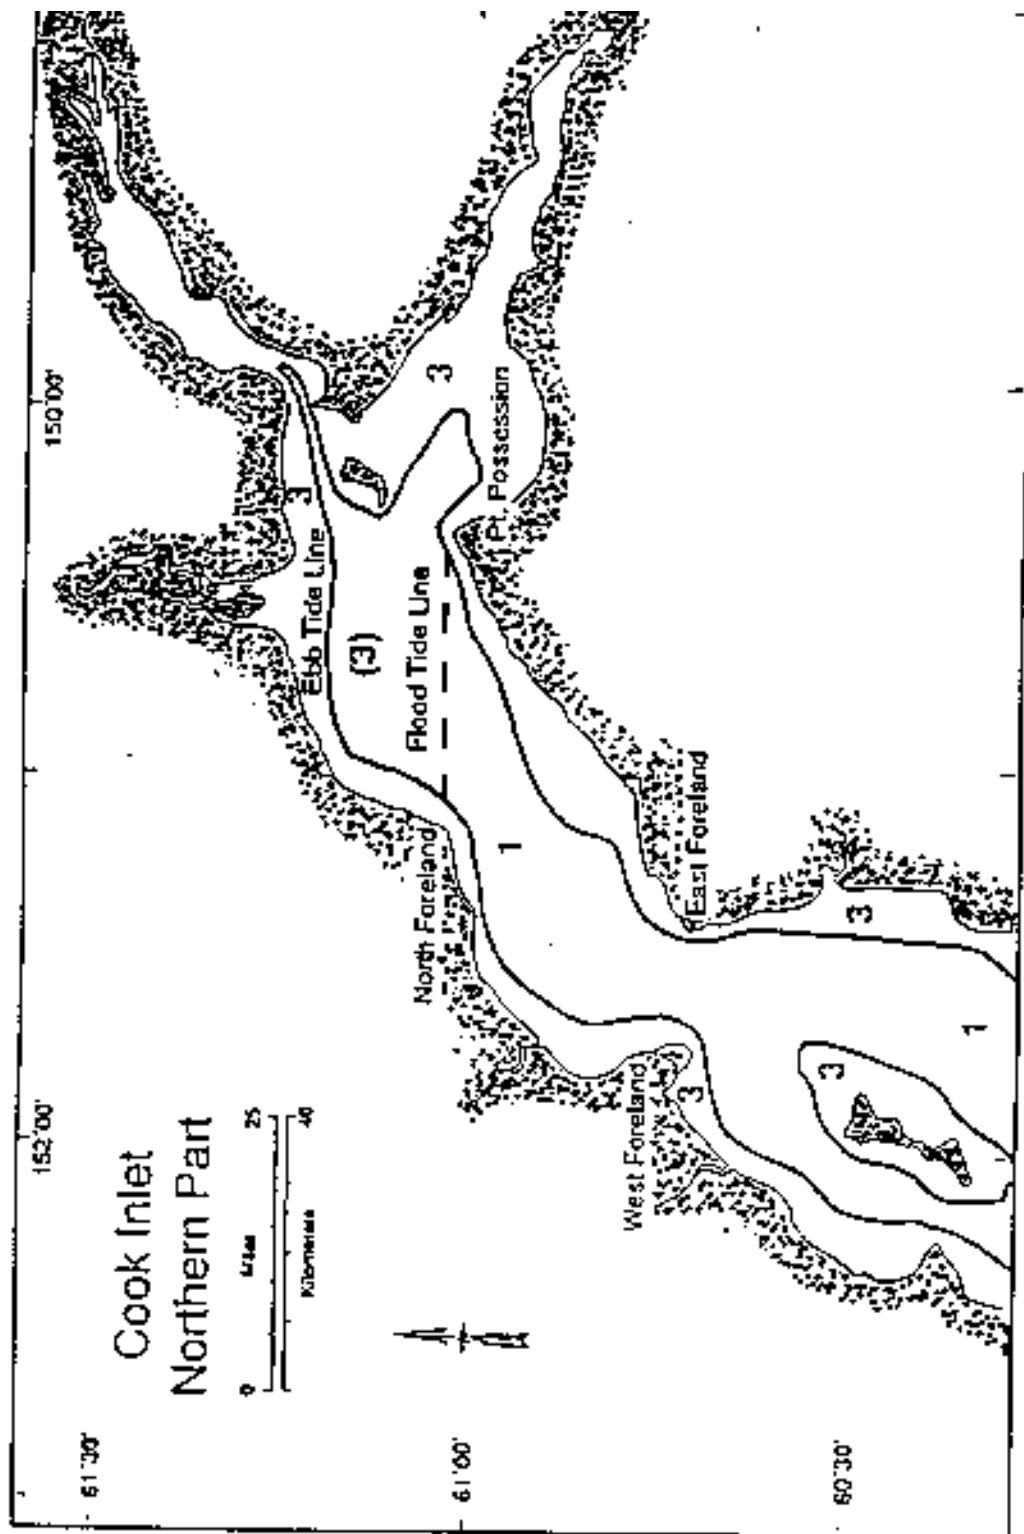 Cook Inlet
Northern Part
0 25
Miles
40
Kilometers
61°30'
61°00'
60°30'
152°00'
150°00'
3
Ebb Tide Line
(3)
Flood Tide Line
3
Pt. Possession
North Foreland
1
East Foreland
3
West Foreland
3
3
1